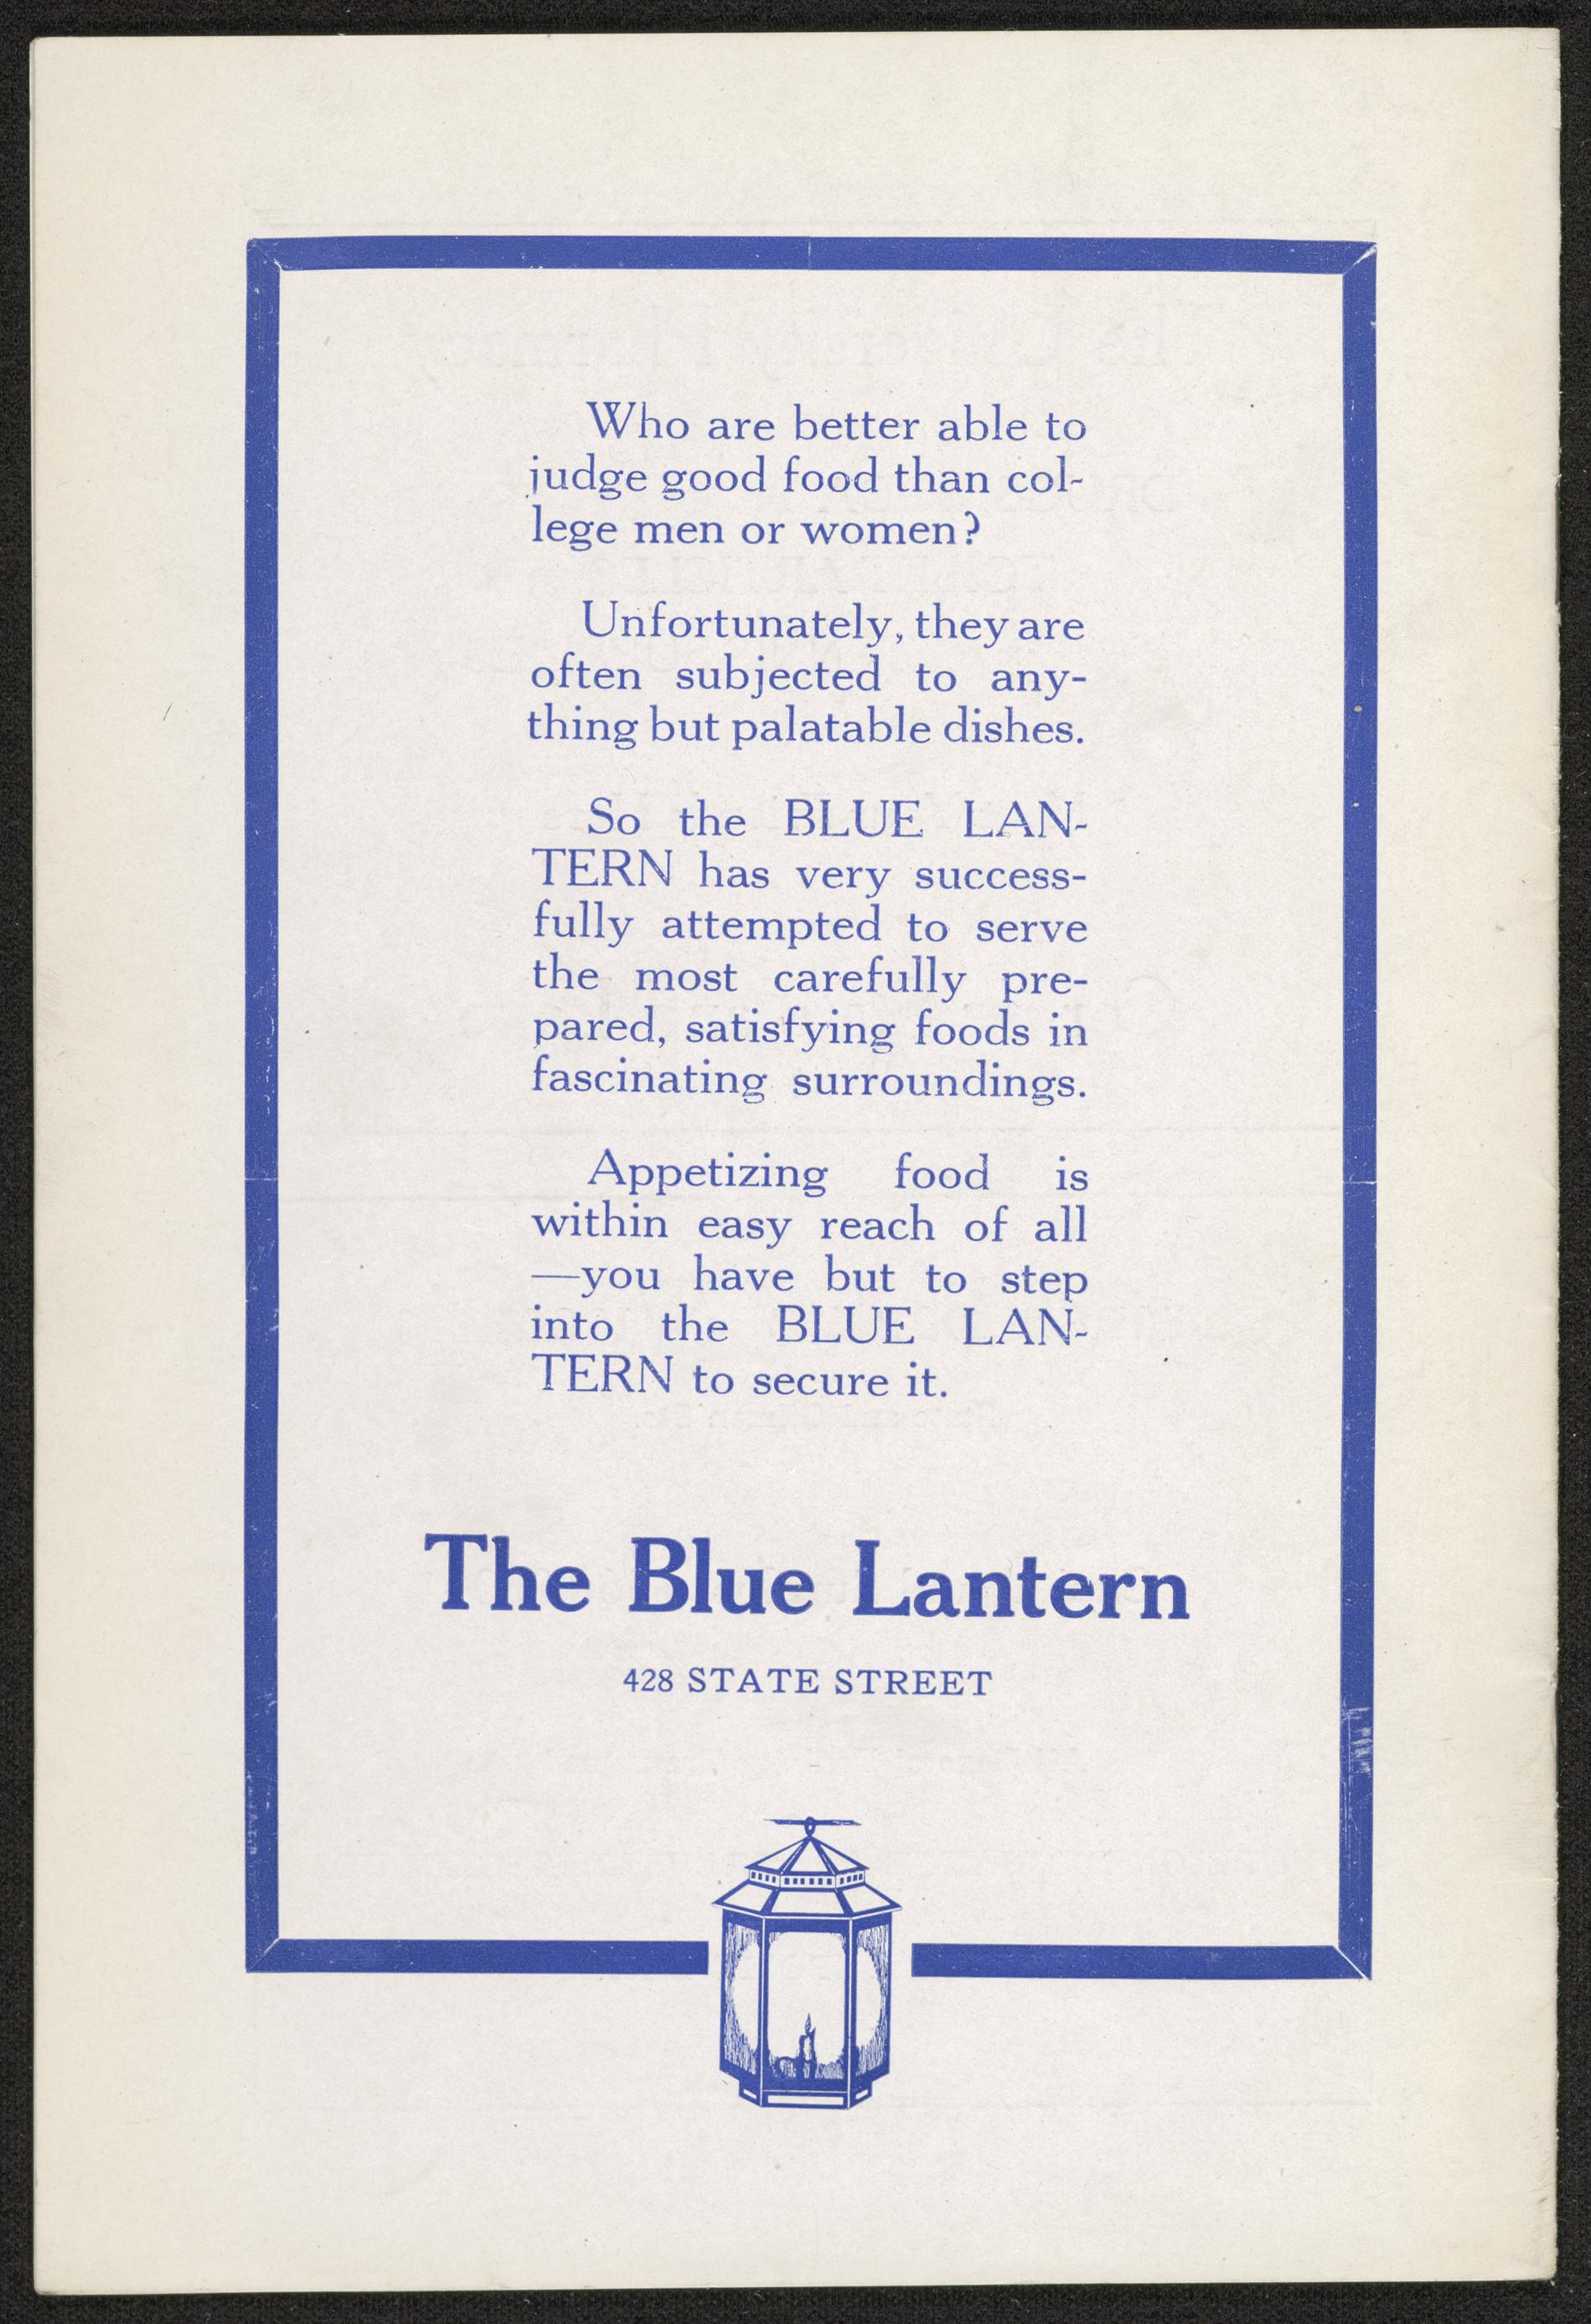 Who are better able to
judge good food than col-
lege men or women?
Unfortunately, they are
often subjected to any-
thing but palatable dishes.
So the BLUE LAN-
TERN has very success-
fully attempted to serve
the most carefully pre-
pared, satisfying foods in
fascinating surroundings.
Appetizing food is
within easy reach of all
—you have but to step
into the BLUE LAN-
TERN to secure it.
The Blue Lantern
428 STATE STREET